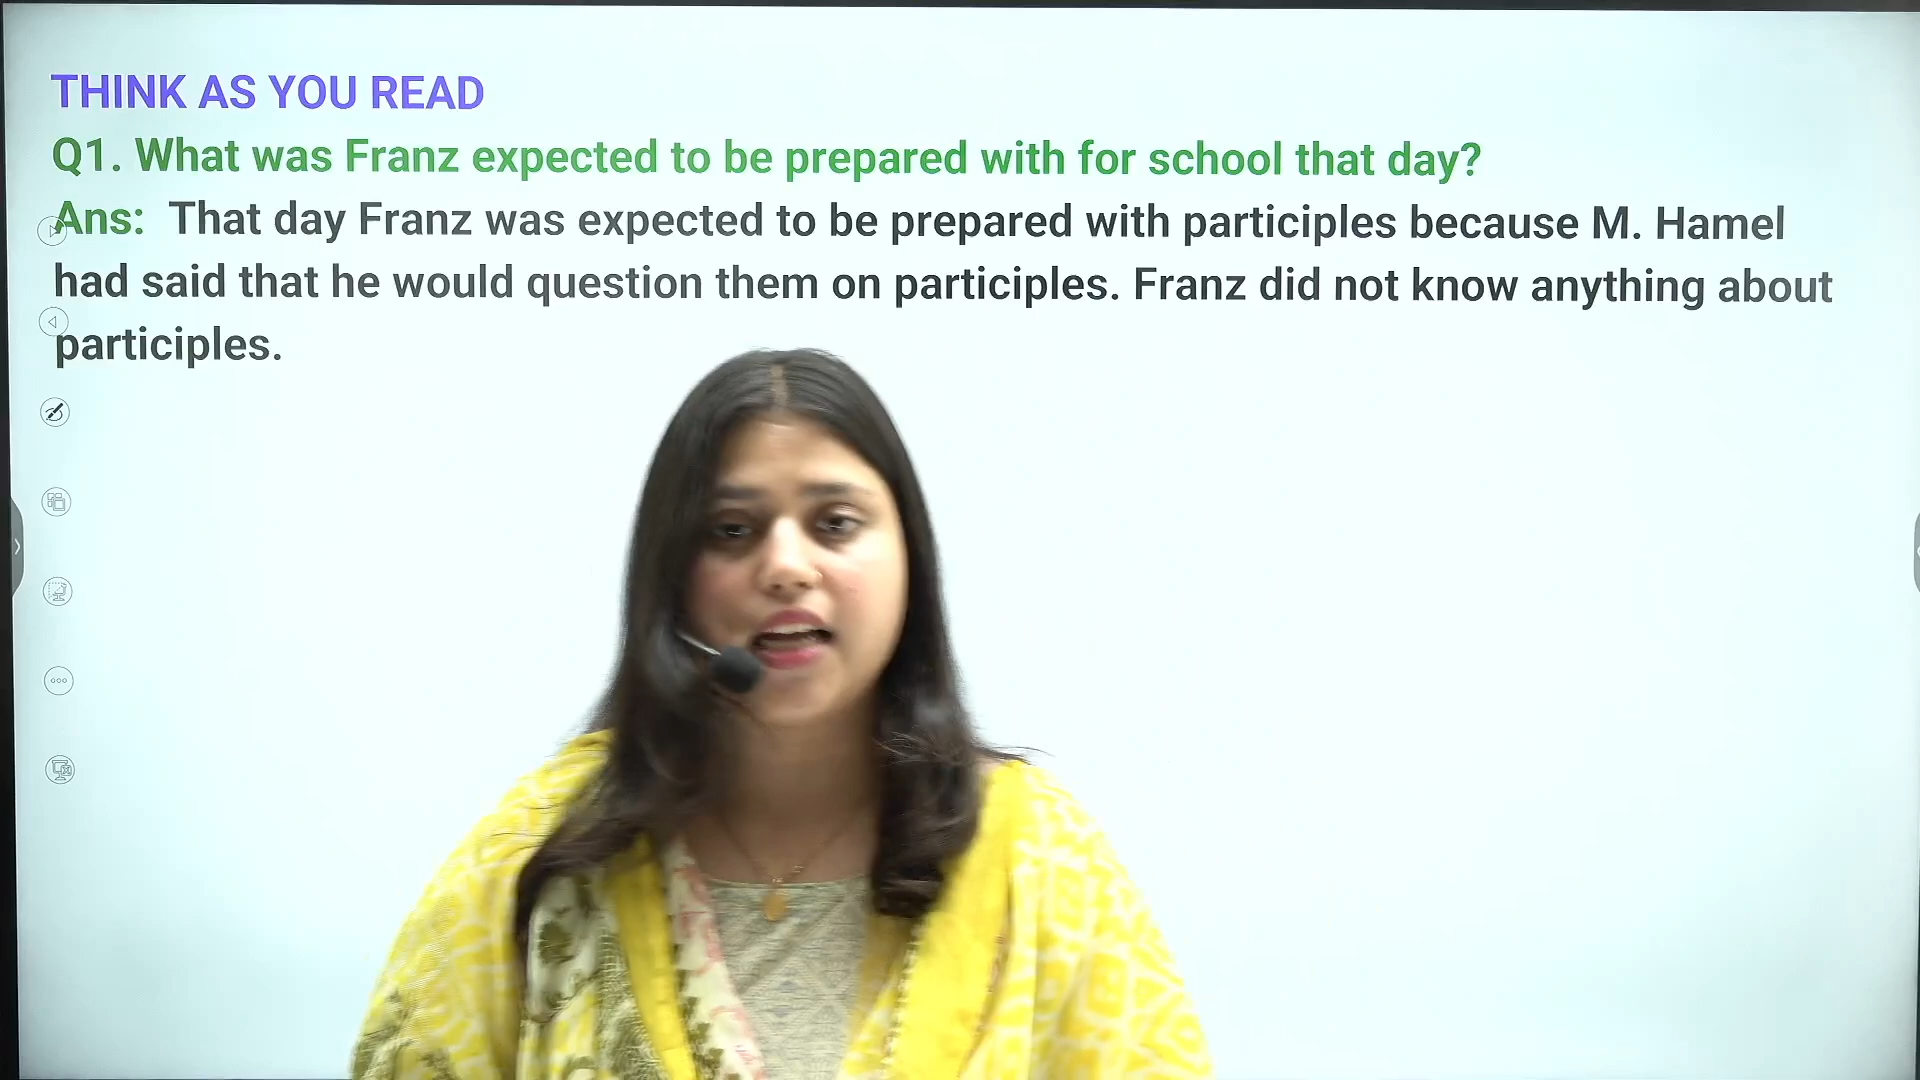 THINK AS YOU READ
Q1. What was Franz expected to be prepared with for school that day?
Ans: That day Franz was expected to be prepared with participles because M. Hamel
had said that he would question them on participles. Franz did not know anything about
participles.